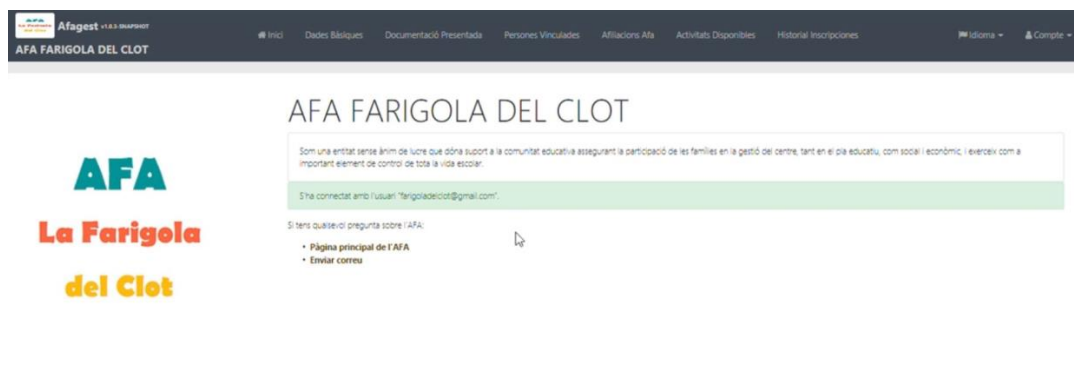 AFA
La Farigola
del Clot
Afagest v1.8.3-SNAPSHOT
AFA FARIGOLA DEL CLOT
Inici
Dades Bàsiques
Documentació Presentada
Persones Vinculades
Afiliacions Afa
Activitats Disponibles
Historial Inscripciones
Idioma
Compte
AFA
La Farigola
del Clot
AFA FARIGOLA DEL CLOT
Som una entitat sense ànim de lucre que dóna suport a la comunitat educativa assegurant la participació de les famílies en la gestió del centre, tant en el pla educatiu, com social i econòmic, i exerceix com a
important element de control de tota la vida escolar.
S'ha connectat amb l'usuari "farigoladelclot@gmail.com".
Si tens qualsevol pregunta sobre l'AFA:
• Pàgina principal de l'AFA
• Enviar correu